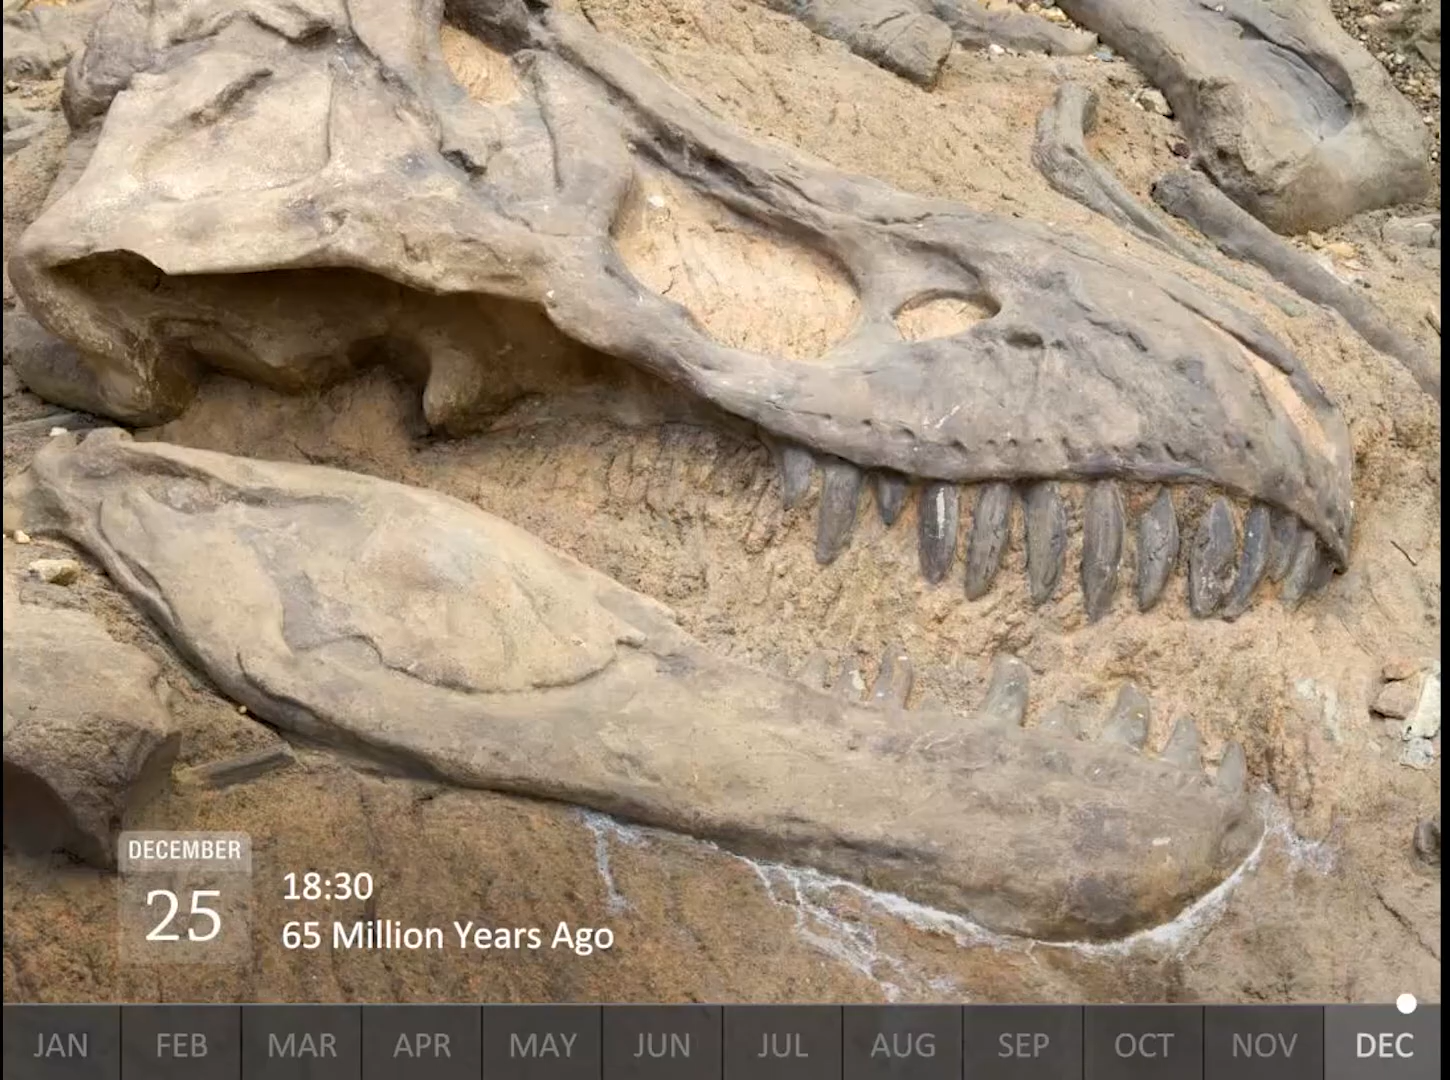 DECEMBER
25
18:30
65 Million Years Ago
JAN FEB MAR APR MAY JUN JUL AUG SEP OCT NOV DEC